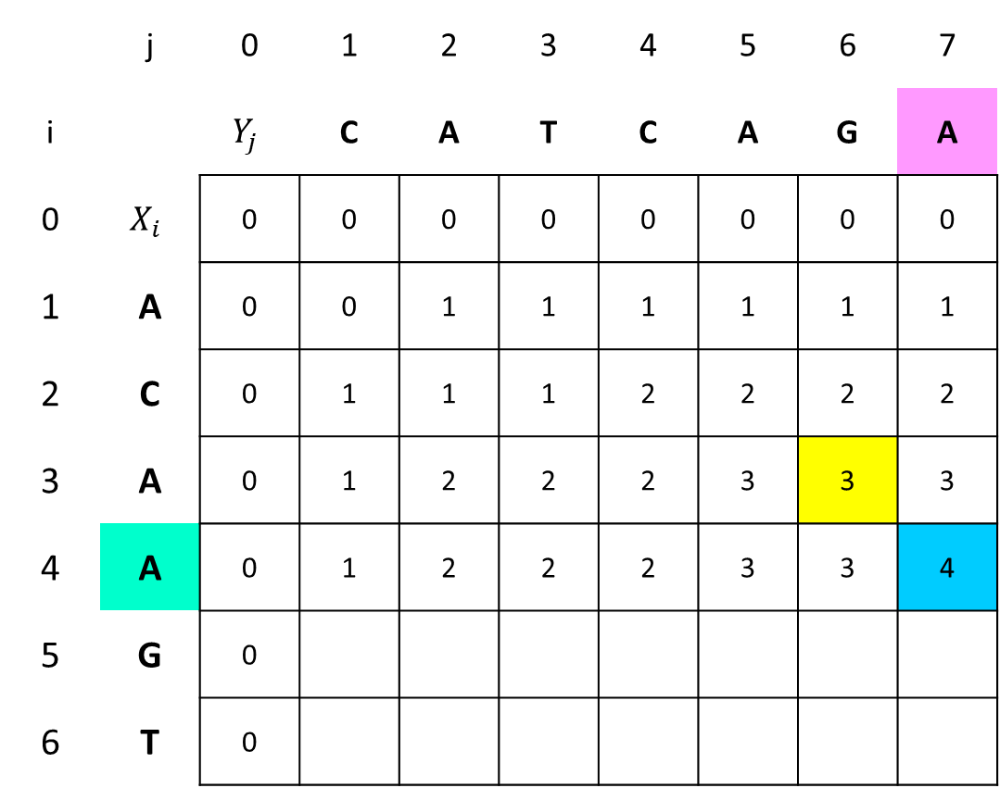 j 0 1 2 3 4 5 6 7
i Yj C A T C A G A
0 Xi 0 0 0 0 0 0 0 0
1 A 0 0 1 1 1 1 1 1
2 C 0 1 1 1 2 2 2 2
3 A 0 1 2 2 2 3 3 3
4 A 0 1 2 2 2 3 3 4
5 G 0
6 T 0